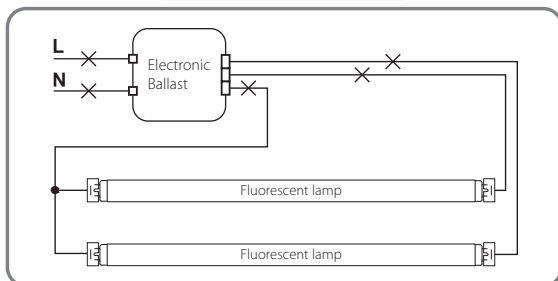 L
N
Electronic
Ballast
Fluorescent lamp
Fluorescent lamp